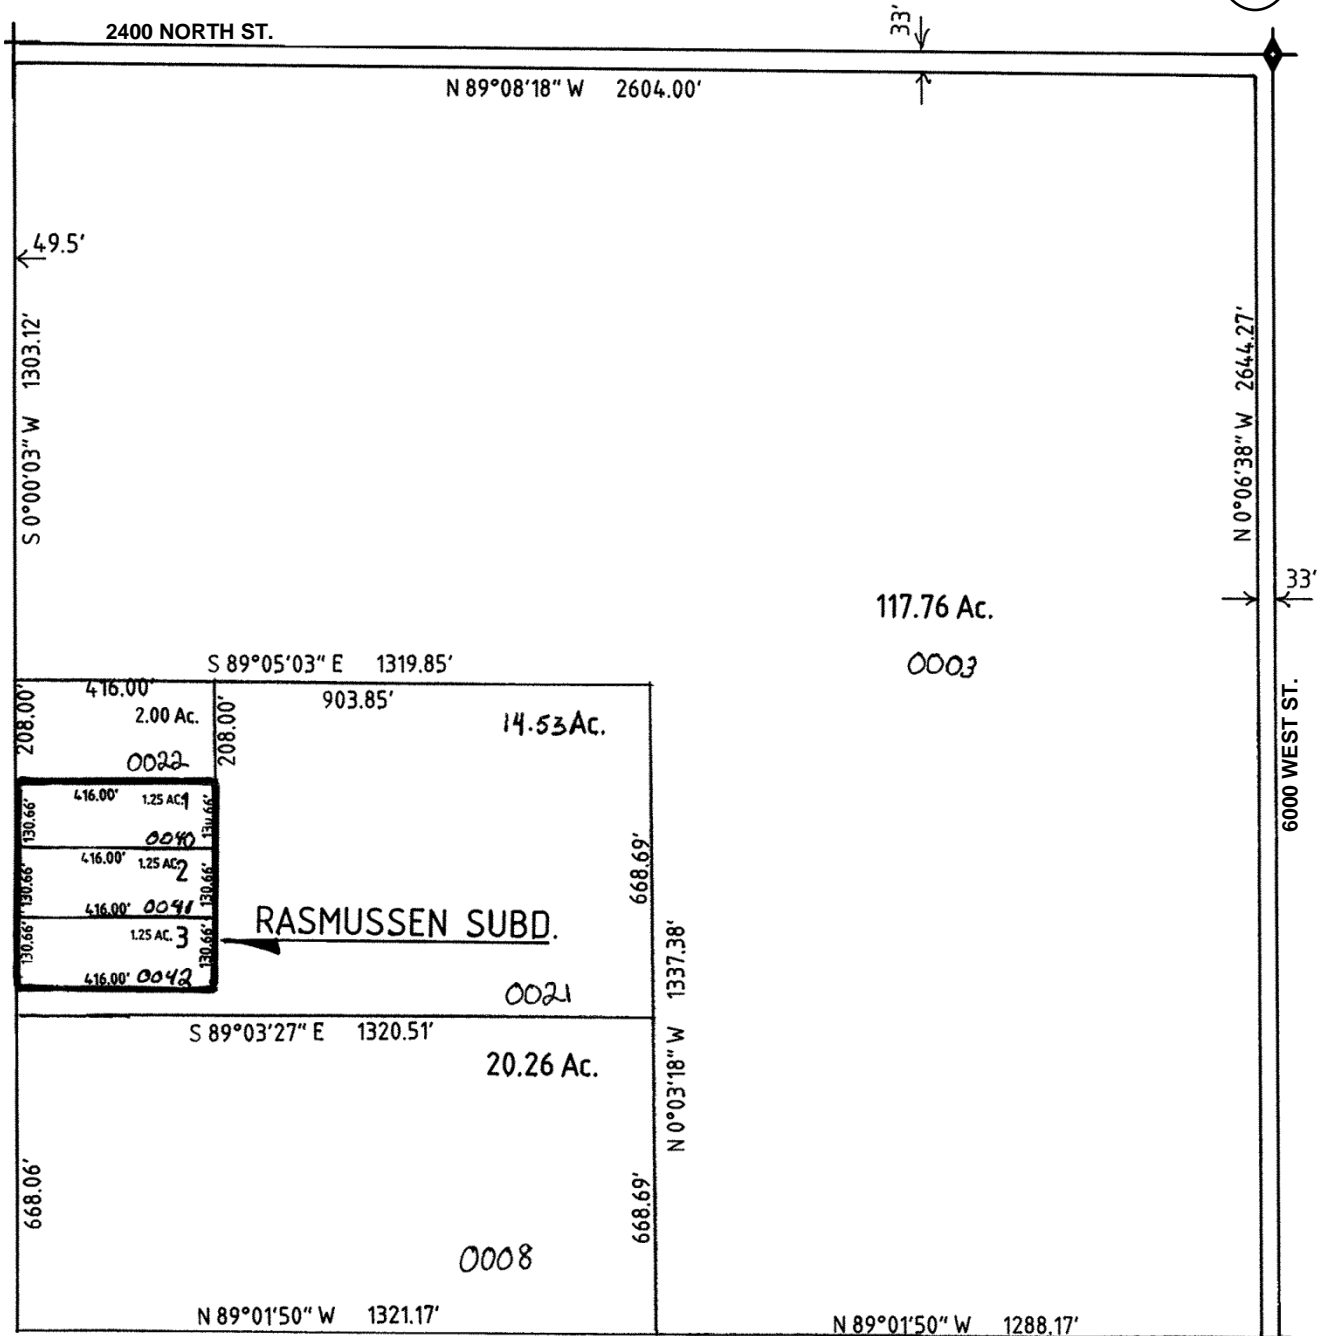 2400 NORTH ST.
33'
N 89°08'18" W 2604.00'
49.5'
S 0°00'03" W 1303.12'
N 0°06'38" W 2644.27'
33'
6000 WEST ST.
117.76 Ac.
0003
S 89°05'03" E 1319.85'
416.00'
903.85'
208.00'
2.00 Ac.
208.00'
14.53 Ac.
0022
416.00' 1.25 AC. 1
130.66'
130.66'
0040
416.00' 1.25 AC. 2
130.66'
130.66'
416.00' 0041
1.25 AC. 3
130.66'
130.66'
416.00' 0042
RASMUSSEN SUBD.
668.69'
0021
N 0°03'18" W 1337.38'
S 89°03'27" E 1320.51'
20.26 Ac.
668.06'
668.69'
0008
N 89°01'50" W 1321.17'
N 89°01'50" W 1288.17'